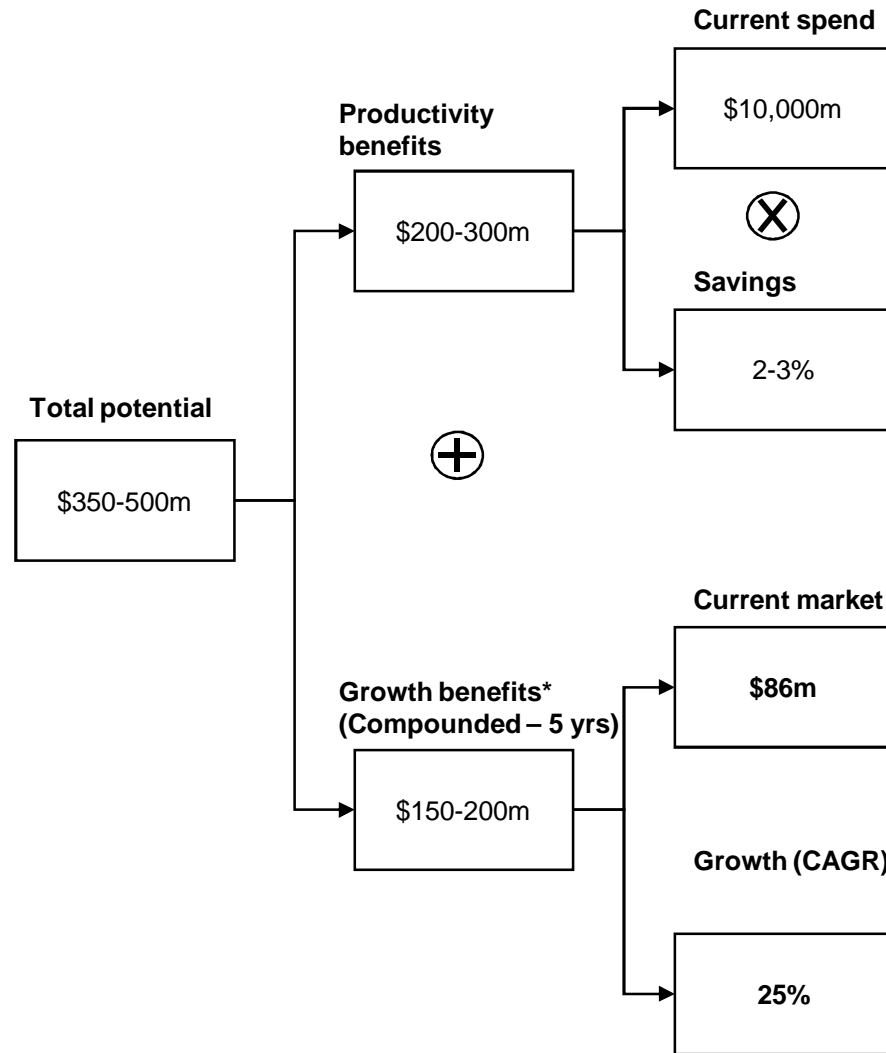 Current spend
$10,000m
Productivity
benefits
$200-300m
Savings
2-3%
Total potential
$350-500m
Current market
$86m
Growth benefits*
(Compounded – 5 yrs)
$150-200m
Growth (CAGR)
25%